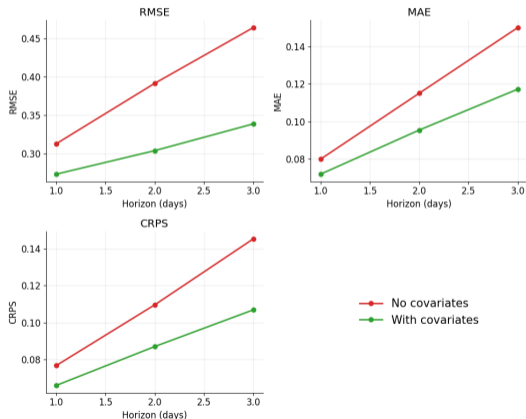 RMSE
RMSE
0.45
0.40
0.35
0.30
1.0 1.5 2.0 2.5 3.0
Horizon (days)
MAE
MAE
0.14
0.12
0.10
0.08
1.0 1.5 2.0 2.5 3.0
Horizon (days)
CRPS
CRPS
0.14
0.12
0.10
0.08
1.0 1.5 2.0 2.5 3.0
Horizon (days)
No covariates
With covariates